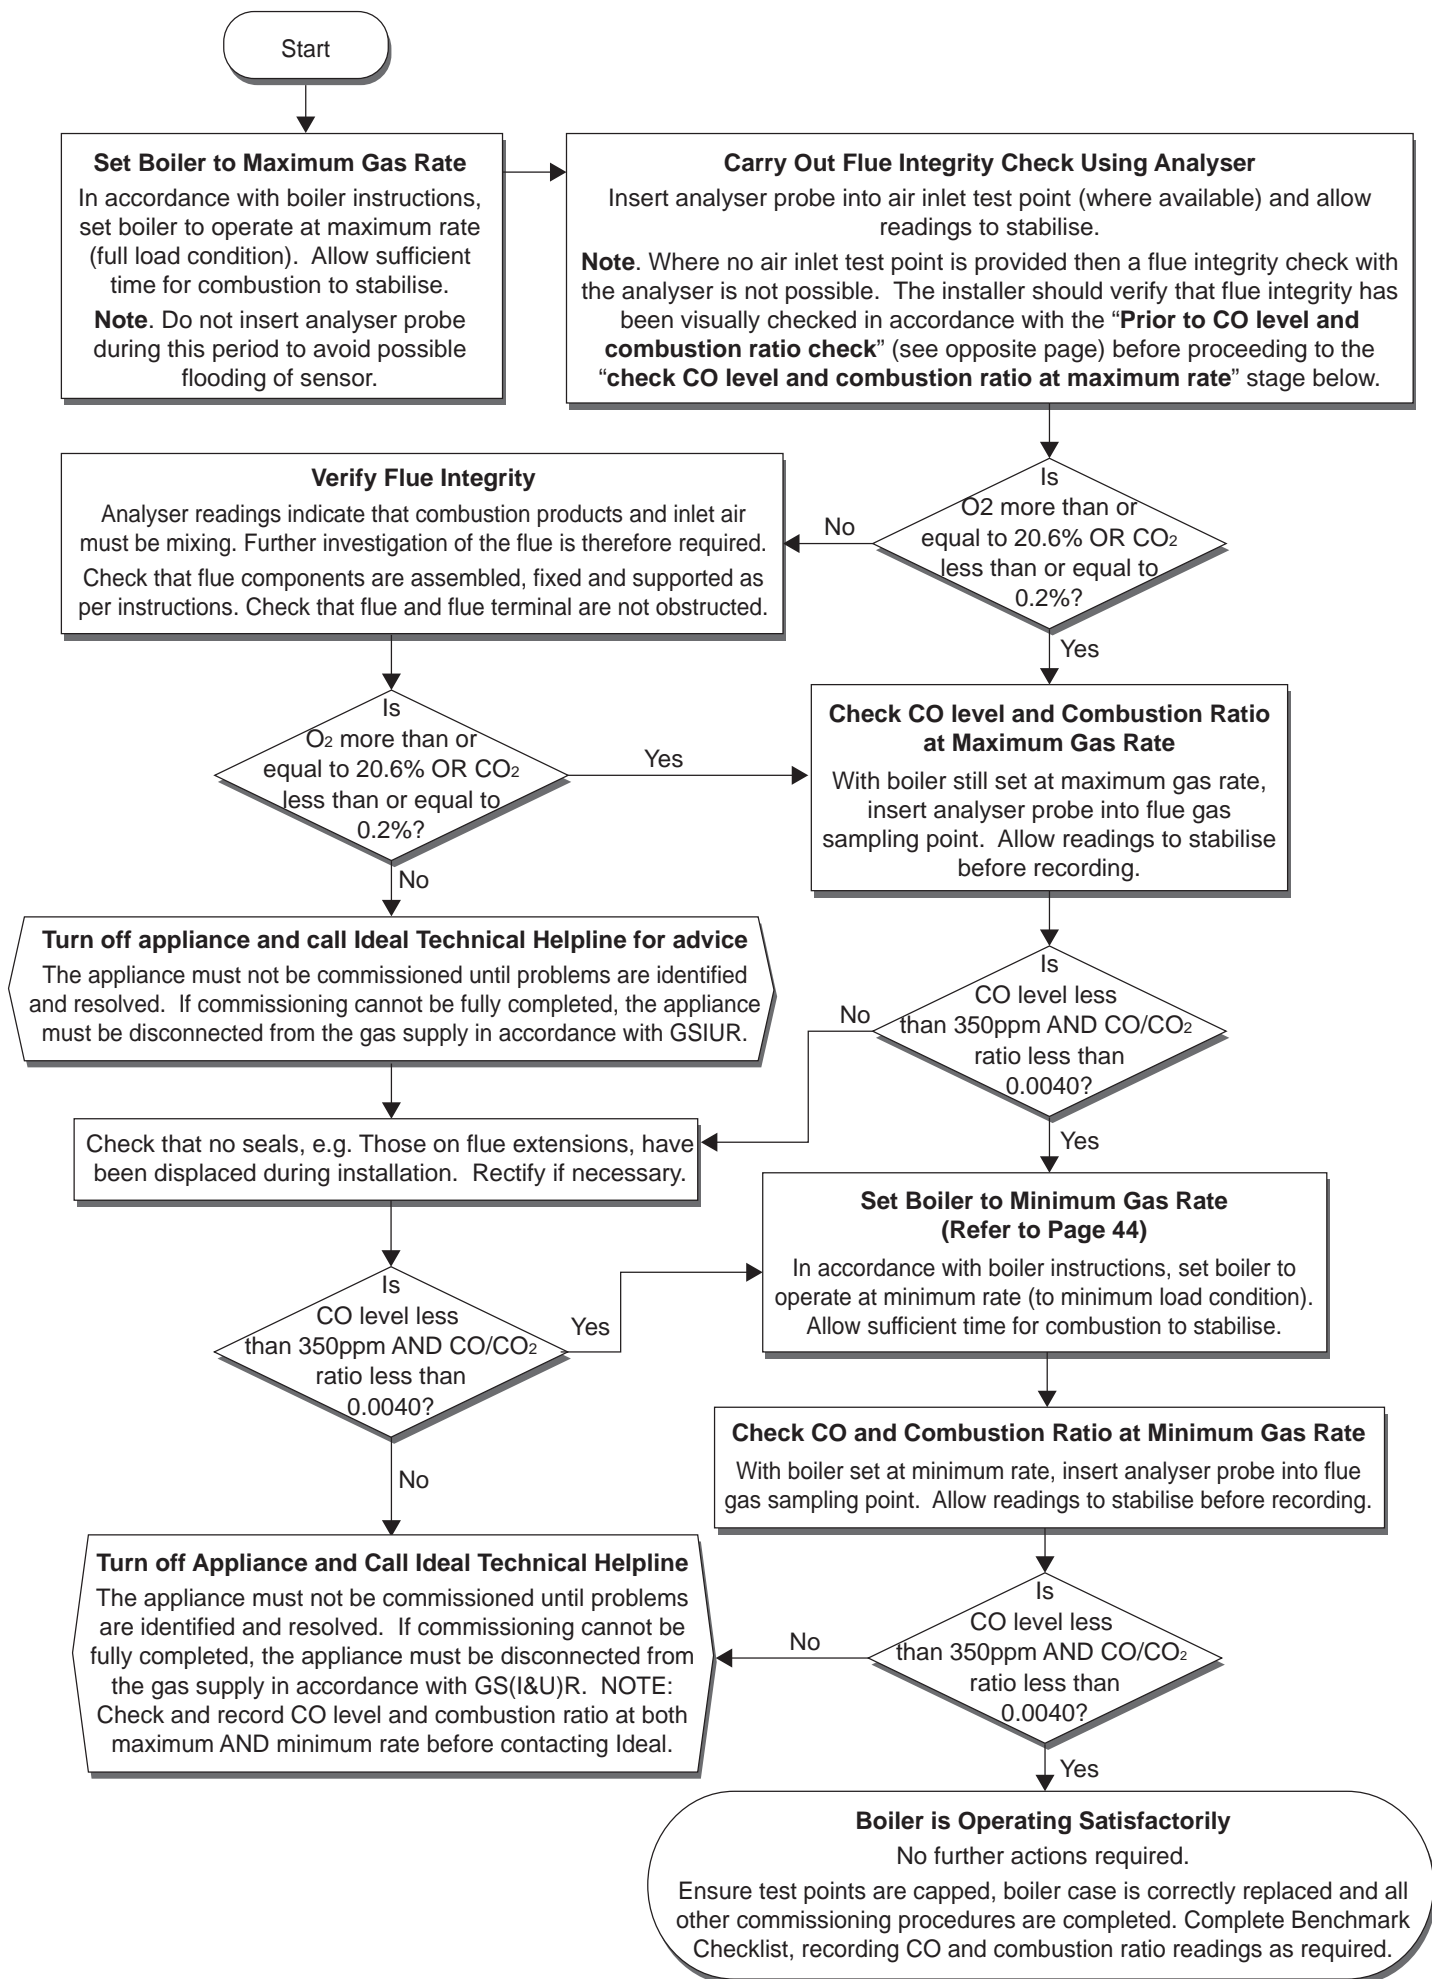 Start
Set Boiler to Maximum Gas Rate
In accordance with boiler instructions,
set boiler to operate at maximum rate
(full load condition).  Allow sufficient
time for combustion to stabilise.
Note. Do not insert analyser probe
during this period to avoid possible
flooding of sensor.
Carry Out Flue Integrity Check Using Analyser
Insert analyser probe into air inlet test point (where available) and allow
readings to stabilise.
Note. Where no air inlet test point is provided then a flue integrity check with
the analyser is not possible.  The installer should verify that flue integrity has
been visually checked in accordance with the “Prior to CO level and
combustion ratio check” (see opposite page) before proceeding to the
“check CO level and combustion ratio at maximum rate” stage below.
Is
O2 more than or
equal to 20.6% OR CO2
less than or equal to
0.2%?
No
Yes
Verify Flue Integrity
Analyser readings indicate that combustion products and inlet air
must be mixing. Further investigation of the flue is therefore required.
Check that flue components are assembled, fixed and supported as
per instructions. Check that flue and flue terminal are not obstructed.
Is
O2 more than or
equal to 20.6% OR CO2
less than or equal to
0.2%?
Yes
No
Check CO level and Combustion Ratio
at Maximum Gas Rate
With boiler still set at maximum gas rate,
insert analyser probe into flue gas
sampling point.  Allow readings to stabilise
before recording.
Turn off appliance and call Ideal Technical Helpline for advice
The appliance must not be commissioned until problems are identified
and resolved.  If commissioning cannot be fully completed, the appliance
must be disconnected from the gas supply in accordance with GSIUR.
Is
CO level less
than 350ppm AND CO/CO2
ratio less than
0.0040?
No
Yes
Check that no seals, e.g. Those on flue extensions, have
been displaced during installation.  Rectify if necessary.
Set Boiler to Minimum Gas Rate
(Refer to Page 44)
In accordance with boiler instructions, set boiler to
operate at minimum rate (to minimum load condition).
Allow sufficient time for combustion to stabilise.
Is
CO level less
than 350ppm AND CO/CO2
ratio less than
0.0040?
Yes
No
Check CO and Combustion Ratio at Minimum Gas Rate
With boiler set at minimum rate, insert analyser probe into flue
gas sampling point.  Allow readings to stabilise before recording.
Turn off Appliance and Call Ideal Technical Helpline
The appliance must not be commissioned until problems
are identified and resolved.  If commissioning cannot be
fully completed, the appliance must be disconnected from
the gas supply in accordance with GS(I&U)R.  NOTE:
Check and record CO level and combustion ratio at both
maximum AND minimum rate before contacting Ideal.
Is
CO level less
than 350ppm AND CO/CO2
ratio less than
0.0040?
No
Yes
Boiler is Operating Satisfactorily
No further actions required.
Ensure test points are capped, boiler case is correctly replaced and all
other commissioning procedures are completed. Complete Benchmark
Checklist, recording CO and combustion ratio readings as required.